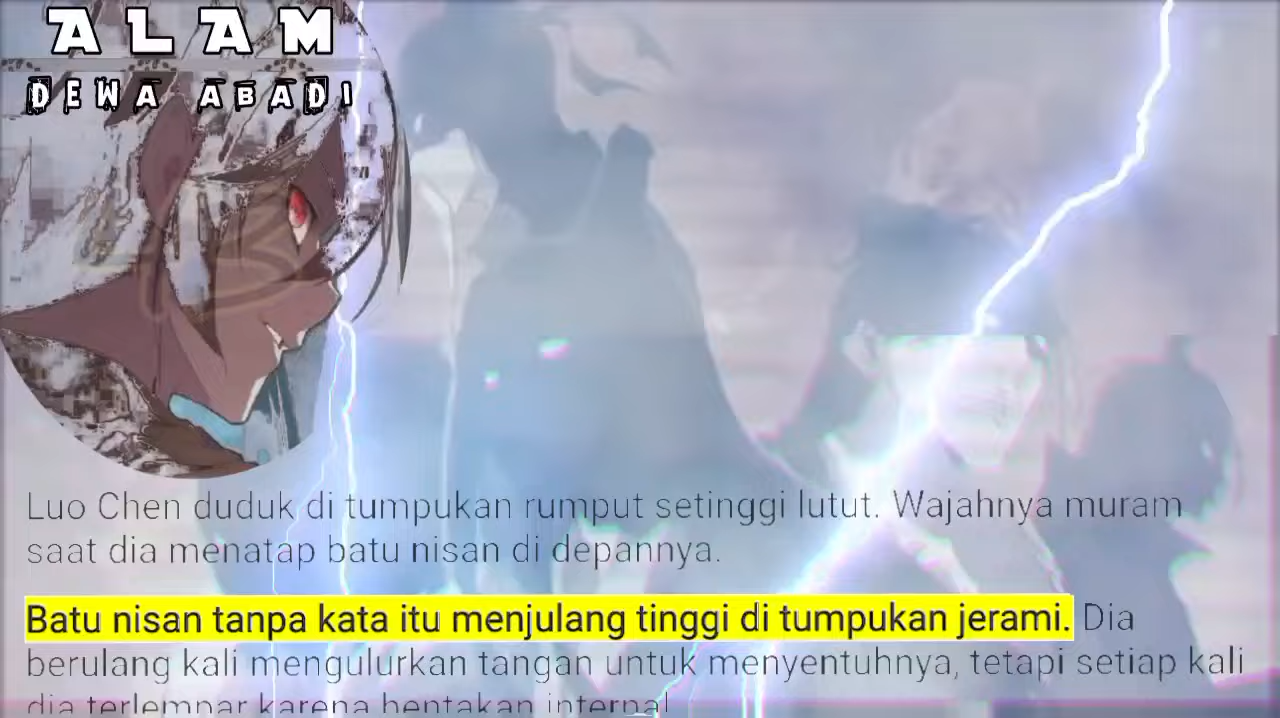 ALAM
DEWA ABADI
Luo Chen duduk di tumpukan rumput setinggi lutut. Wajahnya muram
saat dia menatap batu nisan di depannya.
Batu nisan tanpa kata itu menjulang tinggi di tumpukan jerami. Dia
berulang kali mengulurkan tangan untuk menyentuhnya, tetapi setiap kali
dia terlempar karena hentakan internal